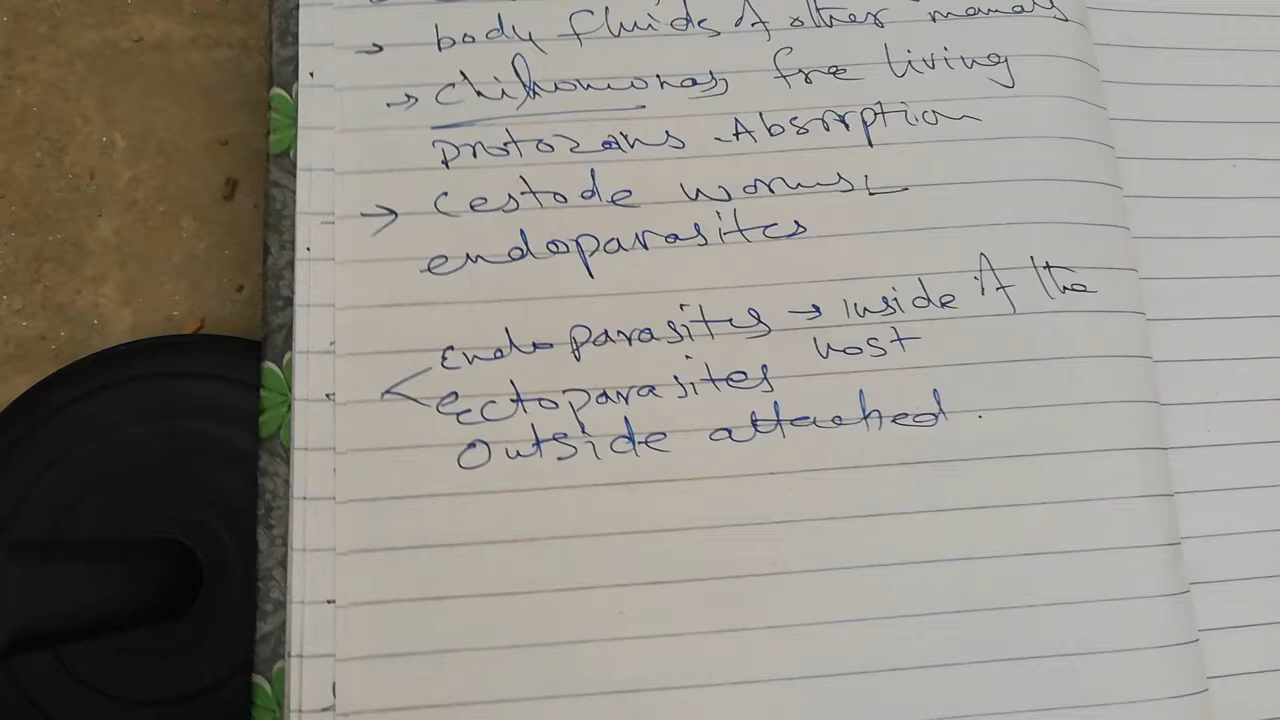 → body fluids of other mamals
→ chilomonas, free living
protozans - Absorption
→ cestode worms L
endoparasites
Endoparasites → inside of the
host
Ectoparasites
Outside attached.